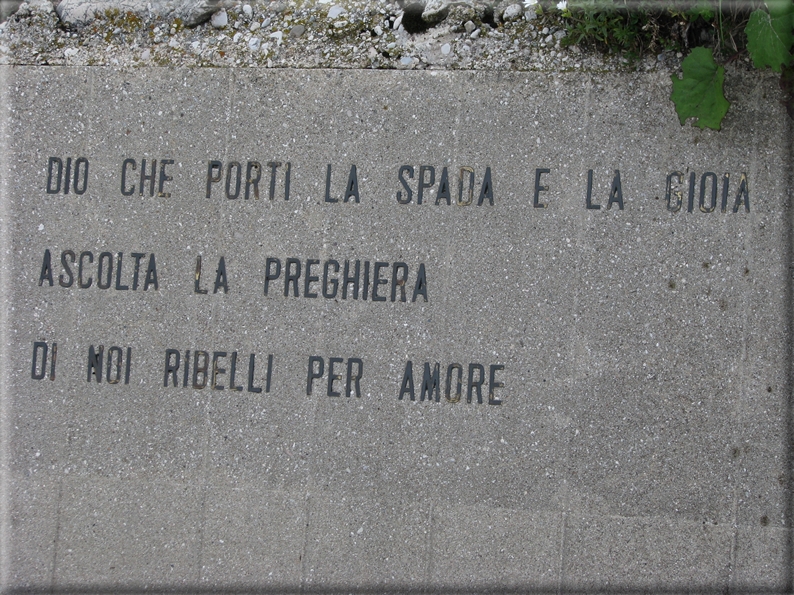 DIO CHE PORTI LA SPADA E LA GIOIA
ASCOLTA LA PREGHIERA
DI NOI RIBELLI PER AMORE